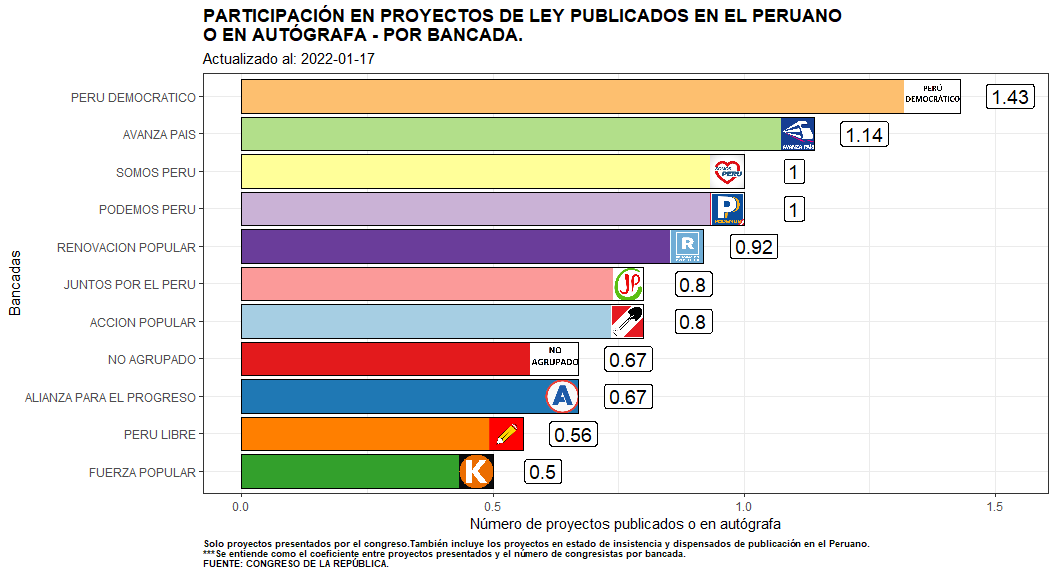 PARTICIPACIÓN EN PROYECTOS DE LEY PUBLICADOS EN EL PERUANO
O EN AUTÓGRAFA - POR BANCADA.
Actualizado al: 2022-01-17
Bancadas
PERU DEMOCRATICO
PERÚ
DEMOCRÁTICO
1.43
AVANZA PAIS
AVANZA PAÍS
1.14
SOMOS PERU
SOMOS
PERÚ
1
PODEMOS PERU
P
PODEMOS
1
RENOVACION POPULAR
R
0.92
JUNTOS POR EL PERU
JP
0.8
ACCION POPULAR
0.8
NO AGRUPADO
NO
AGRUPADO
0.67
ALIANZA PARA EL PROGRESO
A
0.67
PERU LIBRE
0.56
FUERZA POPULAR
K
0.5
0.0 0.5 1.0 1.5
Número de proyectos publicados o en autógrafa
Solo proyectos presentados por el congreso.También incluye los proyectos en estado de insistencia y dispensados de publicación en el Peruano.
***Se entiende como el coeficiente entre proyectos presentados y el número de congresistas por bancada.
FUENTE: CONGRESO DE LA REPÚBLICA.